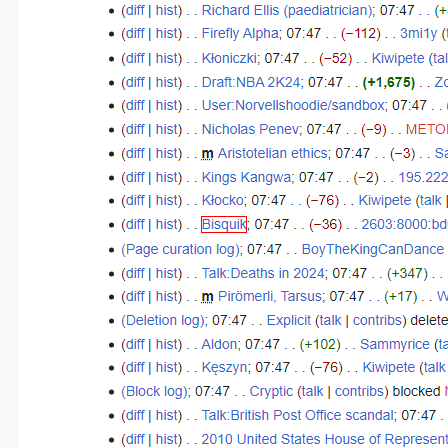 (diff | hist) . . Richard Ellis (paediatrician); 07:47 . . (+
(diff | hist) . . Firefly Alpha; 07:47 . . (−112) . . 3mi1y (
(diff | hist) . . Kłoniczki; 07:47 . . (−52) . . Kiwipete (tal
(diff | hist) . . Draft:NBA 2K24; 07:47 . . (+1,675) . . Zo
(diff | hist) . . User:Norvellshoodie/sandbox; 07:47 . .
(diff | hist) . . Nicholas Penev; 07:47 . . (−9) . . METO
(diff | hist) . . m Aristotelian ethics; 07:47 . . (−3) . . Sa
(diff | hist) . . Kings Kangwa; 07:47 . . (−2) . . 195.222
(diff | hist) . . Kłocko; 07:47 . . (−76) . . Kiwipete (talk |
(diff | hist) . . Bisquik; 07:47 . . (−36) . . 2603:8000:bd
(Page curation log); 07:47 . . BoyTheKingCanDance
(diff | hist) . . Talk:Deaths in 2024; 07:47 . . (+347) . .
(diff | hist) . . m Pirömerli, Tarsus; 07:47 . . (+17) . . W
(Deletion log); 07:47 . . Explicit (talk | contribs) delete
(diff | hist) . . Aldon; 07:47 . . (+102) . . Sammyrice (ta
(diff | hist) . . Kęszyn; 07:47 . . (−76) . . Kiwipete (talk
(Block log); 07:47 . . Cryptic (talk | contribs) blocked
(diff | hist) . . Talk:British Post Office scandal; 07:47 .
(diff | hist) . . 2010 United States House of Represent